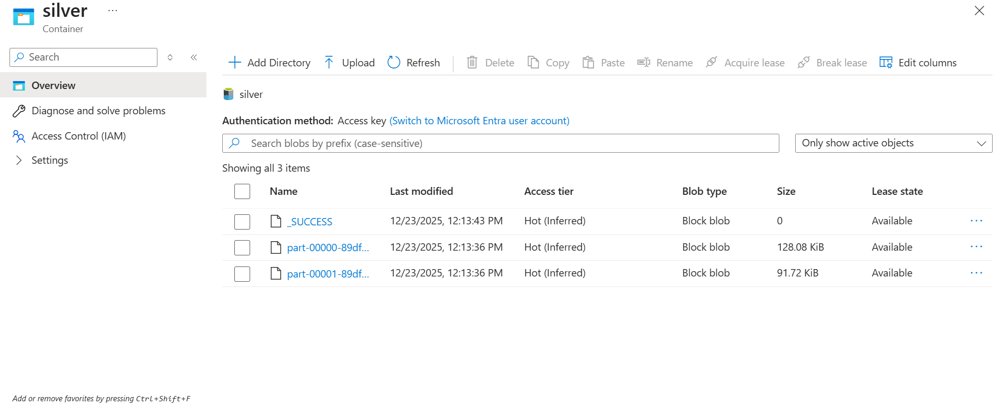 silver ...
Container
Search
Overview
Diagnose and solve problems
Access Control (IAM)
Settings
Add or remove favorites by pressing Ctrl+Shift+F
Add Directory Upload Refresh Delete Copy Paste Rename Acquire lease Break lease Edit columns
silver
Authentication method: Access key (Switch to Microsoft Entra user account)
Search blobs by prefix (case-sensitive) Only show active objects
Showing all 3 items
Name Last modified Access tier Blob type Size Lease state
_SUCCESS 12/23/2025, 12:13:43 PM Hot (Inferred) Block blob 0 Available ...
part-00000-89df... 12/23/2025, 12:13:36 PM Hot (Inferred) Block blob 128.08 KiB Available ...
part-00001-89df... 12/23/2025, 12:13:36 PM Hot (Inferred) Block blob 91.72 KiB Available ...